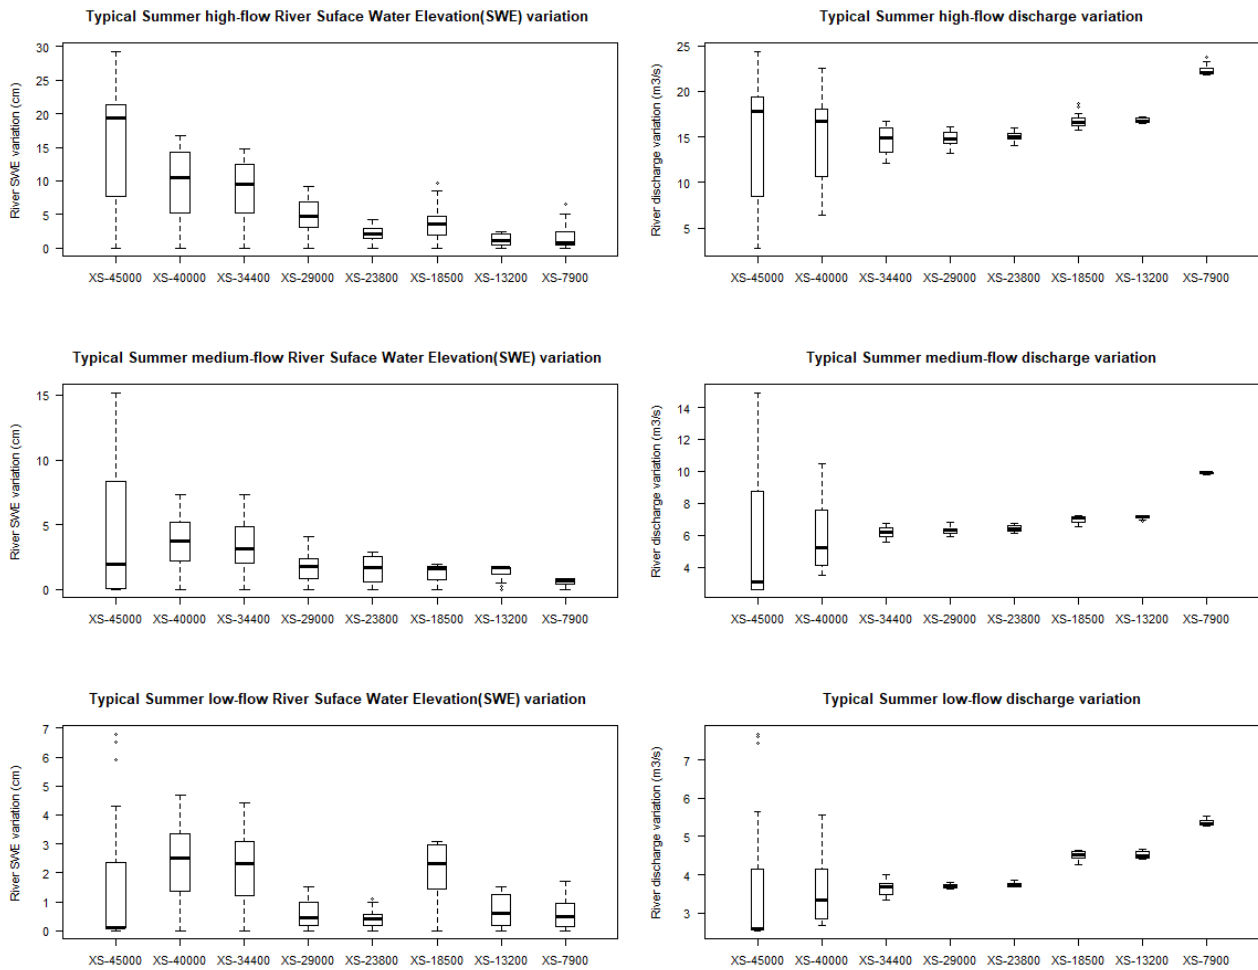 Typical Summer high-flow River Suface Water Elevation(SWE) variation
River SWE variation (cm)
30
25
20
15
10
5
0
XS-45000 XS-40000 XS-34400 XS-29000 XS-23800 XS-18500 XS-13200 XS-7900
Typical Summer high-flow discharge variation
River discharge variation (m3/s)
25
20
15
10
5
XS-45000 XS-40000 XS-34400 XS-29000 XS-23800 XS-18500 XS-13200 XS-7900
Typical Summer medium-flow River Suface Water Elevation(SWE) variation
River SWE variation (cm)
15
10
5
0
XS-45000 XS-40000 XS-34400 XS-29000 XS-23800 XS-18500 XS-13200 XS-7900
Typical Summer medium-flow discharge variation
River discharge variation (m3/s)
14
12
10
8
6
4
XS-45000 XS-40000 XS-34400 XS-29000 XS-23800 XS-18500 XS-13200 XS-7900
Typical Summer low-flow River Suface Water Elevation(SWE) variation
River SWE variation (cm)
7
6
5
4
3
2
1
0
XS-45000 XS-40000 XS-34400 XS-29000 XS-23800 XS-18500 XS-13200 XS-7900
Typical Summer low-flow discharge variation
River discharge variation (m3/s)
7
6
5
4
3
XS-45000 XS-40000 XS-34400 XS-29000 XS-23800 XS-18500 XS-13200 XS-7900